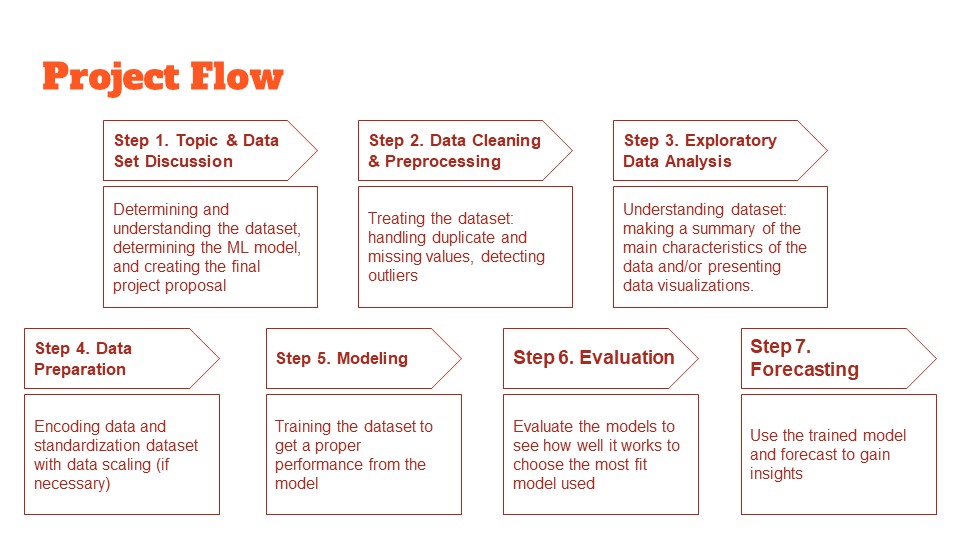 Project Flow
Step 1. Topic & Data
Set Discussion
Determining and
understanding the dataset,
determining the ML model,
and creating the final
project proposal
Step 2. Data Cleaning
& Preprocessing
Treating the dataset:
handling duplicate and
missing values, detecting
outliers
Step 3. Exploratory
Data Analysis
Understanding dataset:
making a summary of the
main characteristics of the
data and/or presenting
data visualizations.
Step 4. Data
Preparation
Encoding data and
standardization dataset
with data scaling (if
necessary)
Step 5. Modeling
Training the dataset to
get a proper
performance from the
model
Step 6. Evaluation
Evaluate the models to
see how well it works to
choose the most fit
model used
Step 7.
Forecasting
Use the trained model
and forecast to gain
insights